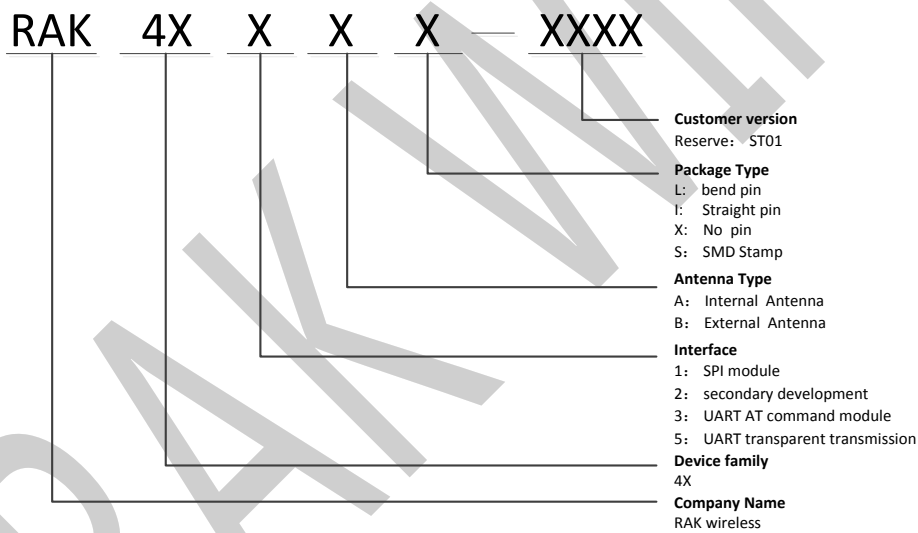 RAK 4X X X X — XXXX
Customer version
Reserve： ST01
Package Type
L: bend pin
I: Straight pin
X: No pin
S： SMD Stamp
Antenna Type
A： Internal Antenna
B： External Antenna
Interface
1： SPI module
2： secondary development
3： UART AT command module
5： UART transparent transmission
Device family
4X
Company Name
RAK wireless